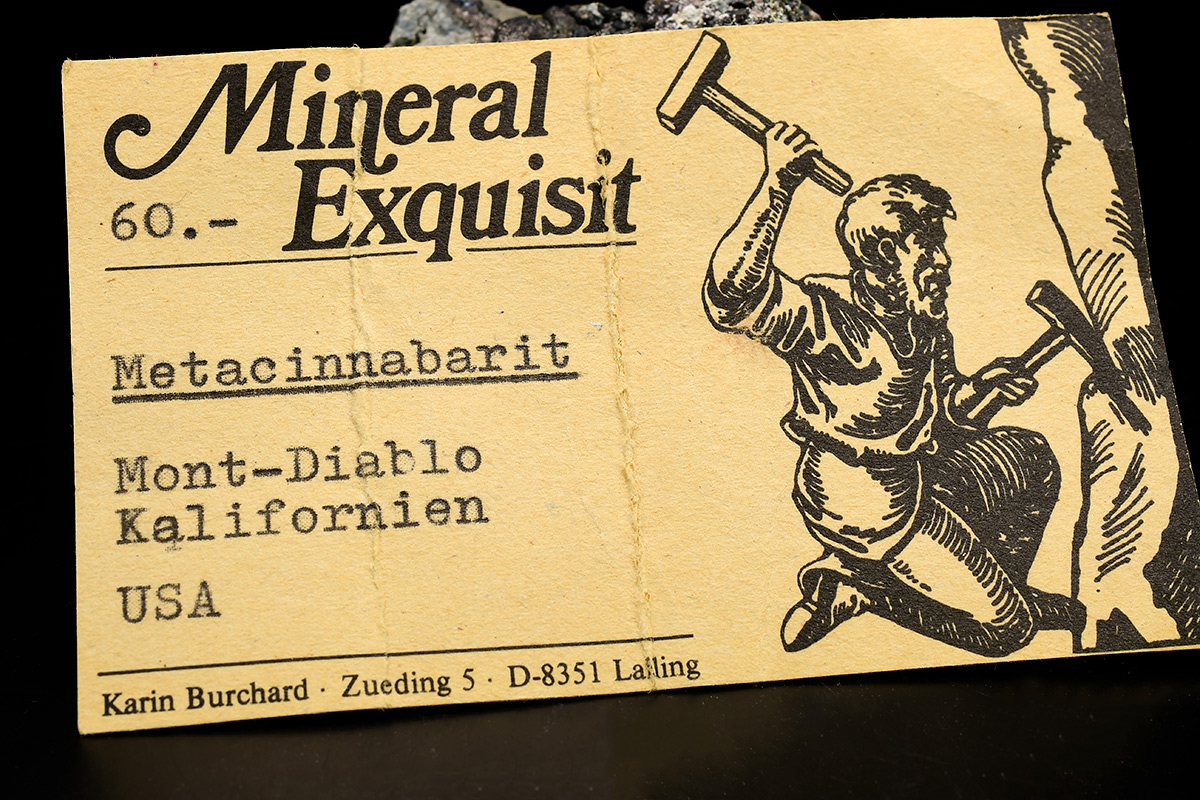 Mineral
Exquisit
60.-
Metacinnabarit
Mont-Diablo
Kalifornien
USA
Karin Burchard · Zueding 5 · D-8351 Lalling